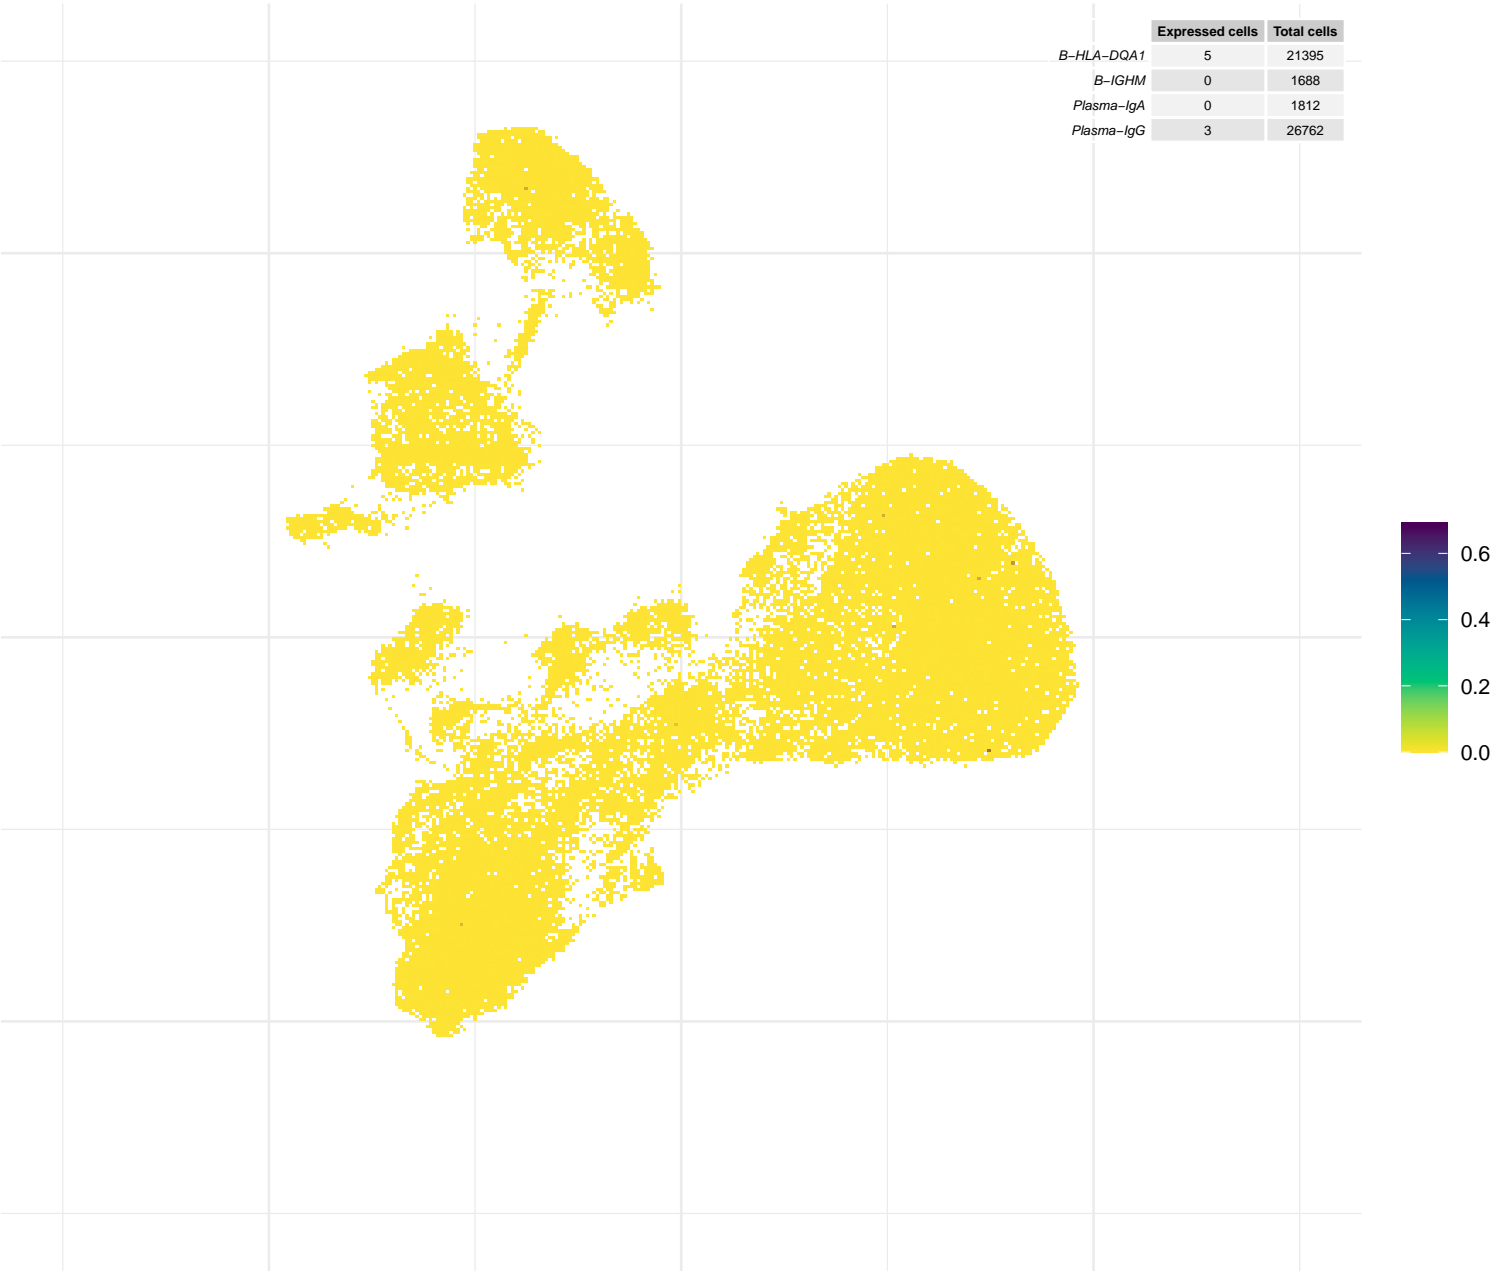 Expressed cells Total cells
B−HLA−DQA1 5 21395
B−IGHM 0 1688
Plasma−IgA 0 1812
Plasma−IgG 3 26762
0.6
0.4
0.2
0.0